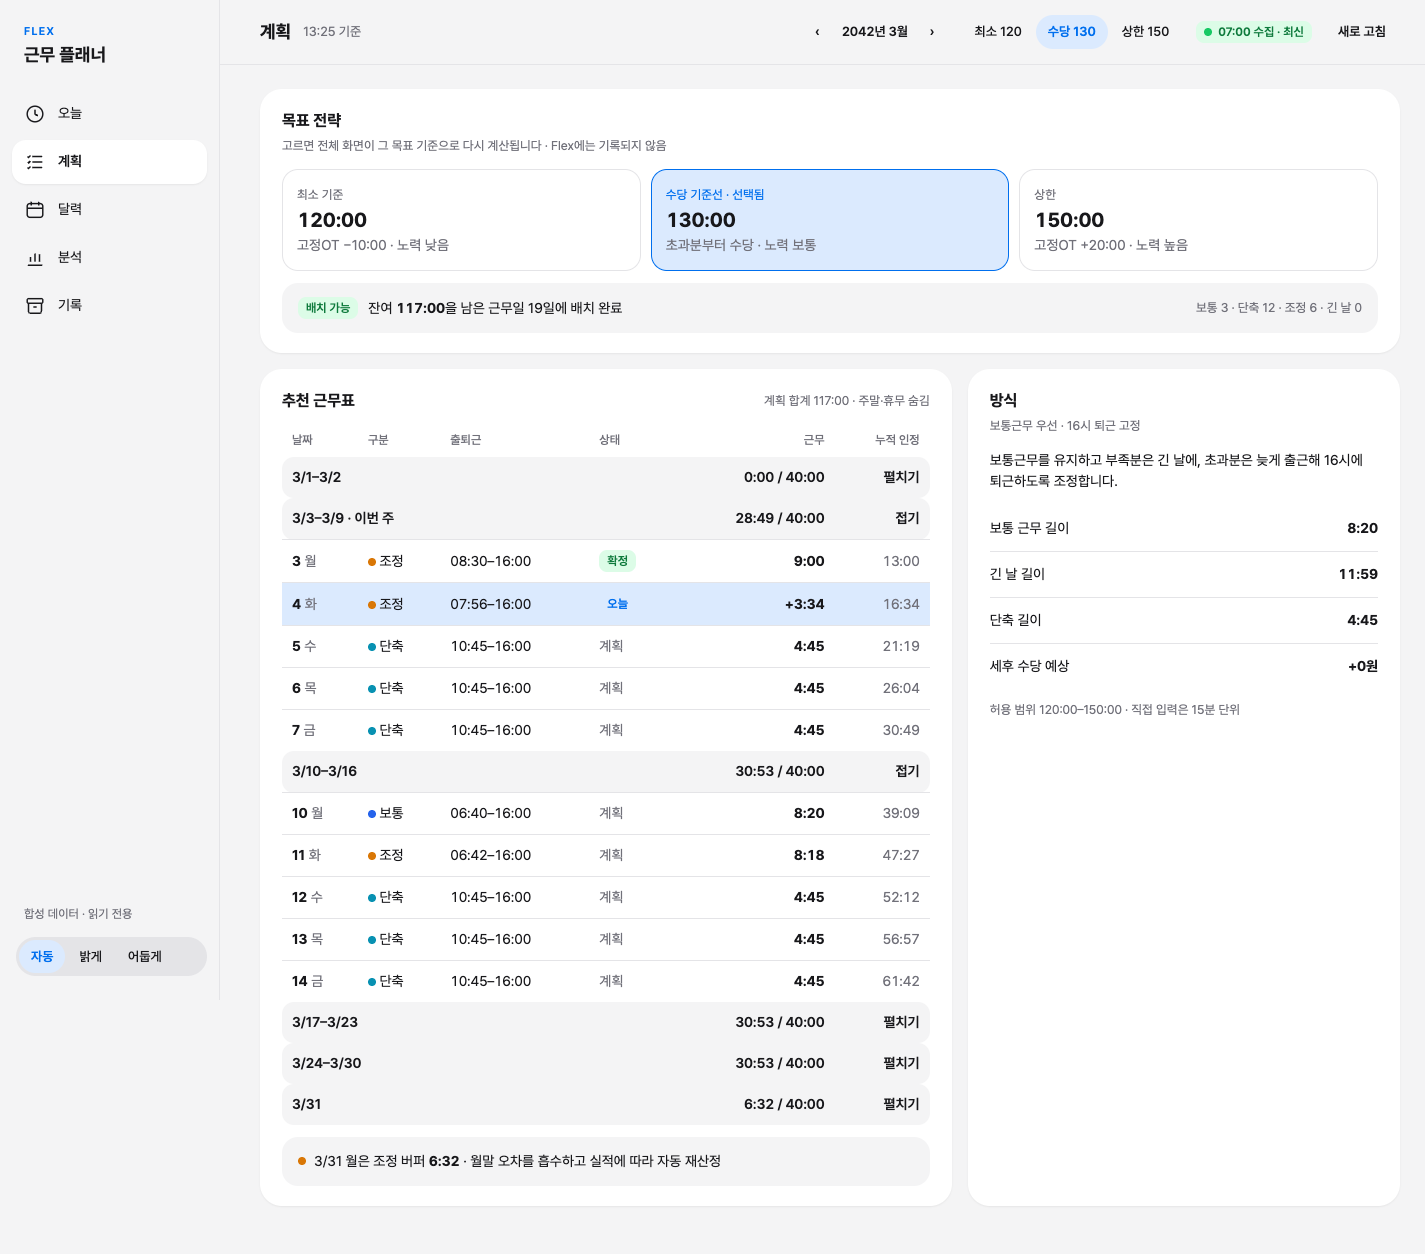 FLEX
근무 플래너
오늘
계획
달력
분석
기록
합성 데이터 · 읽기 전용
자동 밝게 어둡게
계획 13:25 기준
‹ 2042년 3월 › 최소 120 수당 130 상한 150 07:00 수집 · 최신 새로 고침
목표 전략
고르면 전체 화면이 그 목표 기준으로 다시 계산됩니다 · Flex에는 기록되지 않음
최소 기준
120:00
고정OT −10:00 · 노력 낮음
수당 기준선 · 선택됨
130:00
초과분부터 수당 · 노력 보통
상한
150:00
고정OT +20:00 · 노력 높음
배치 가능 잔여 117:00을 남은 근무일 19일에 배치 완료 보통 3 · 단축 12 · 조정 6 · 긴 날 0
추천 근무표 계획 합계 117:00 · 주말·휴무 숨김
날짜 구분 출퇴근 상태 근무 누적 인정
3/1–3/2 0:00 / 40:00 펼치기
3/3–3/9 · 이번 주 28:49 / 40:00 접기
3 월 조정 08:30–16:00 확정 9:00 13:00
4 화 조정 07:56–16:00 오늘 +3:34 16:34
5 수 단축 10:45–16:00 계획 4:45 21:19
6 목 단축 10:45–16:00 계획 4:45 26:04
7 금 단축 10:45–16:00 계획 4:45 30:49
3/10–3/16 30:53 / 40:00 접기
10 월 보통 06:40–16:00 계획 8:20 39:09
11 화 조정 06:42–16:00 계획 8:18 47:27
12 수 단축 10:45–16:00 계획 4:45 52:12
13 목 단축 10:45–16:00 계획 4:45 56:57
14 금 단축 10:45–16:00 계획 4:45 61:42
3/17–3/23 30:53 / 40:00 펼치기
3/24–3/30 30:53 / 40:00 펼치기
3/31 6:32 / 40:00 펼치기
3/31 월은 조정 버퍼 6:32 · 월말 오차를 흡수하고 실적에 따라 자동 재산정
방식
보통근무 우선 · 16시 퇴근 고정
보통근무를 유지하고 부족분은 긴 날에, 초과분은 늦게 출근해 16시에
퇴근하도록 조정합니다.
보통 근무 길이 8:20
긴 날 길이 11:59
단축 길이 4:45
세후 수당 예상 +0원
허용 범위 120:00–150:00 · 직접 입력은 15분 단위